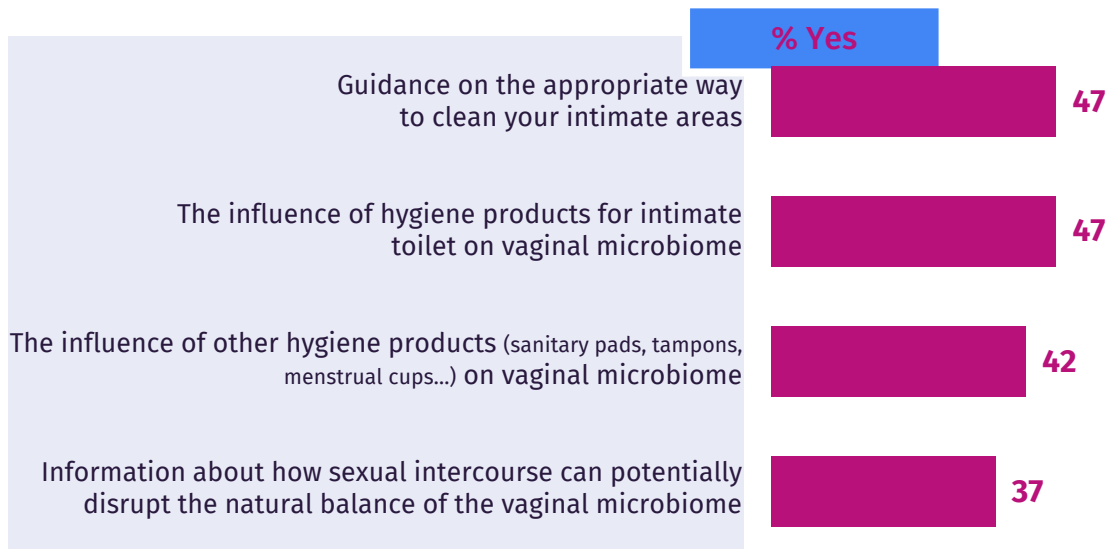 % Yes
Guidance on the appropriate way
to clean your intimate areas
47
The influence of hygiene products for intimate
toilet on vaginal microbiome
47
The influence of other hygiene products (sanitary pads, tampons,
menstrual cups...) on vaginal microbiome
42
Information about how sexual intercourse can potentially
disrupt the natural balance of the vaginal microbiome
37